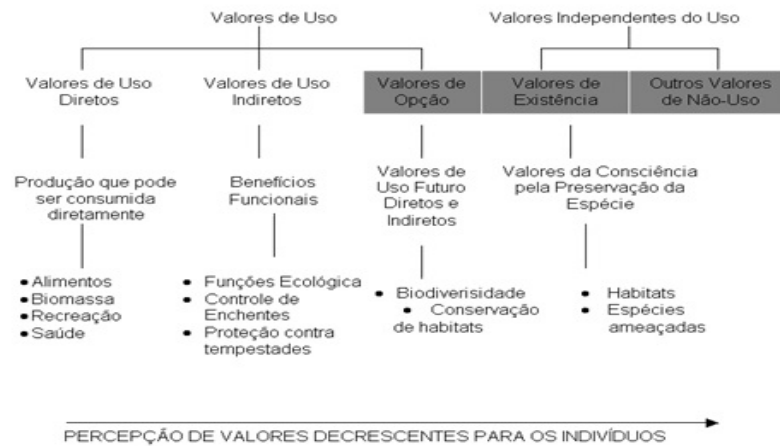 Valores de Uso
Valores Independentes do Uso
Valores de Uso
Diretos
Valores de Uso
Indiretos
Valores de
Opção
Valores de
Existência
Outros Valores
de Não-Uso
Produção que pode
ser consumida
diretamente
Benefícios
Funcionais
Valores de
Uso Futuro
Diretos e
Indiretos
Valores da Consciência
pela Preservação da
Espécie
• Alimentos
• Biomassa
• Recreação
• Saúde
• Funções Ecológica
• Controle de
Enchentes
• Proteção contra
tempestades
• Biodiverisidade
• Conservação
de habitats
• Habitats
• Espécies
ameaçadas
PERCEPÇÃO DE VALORES DECRESCENTES PARA OS INDIVÍDUOS